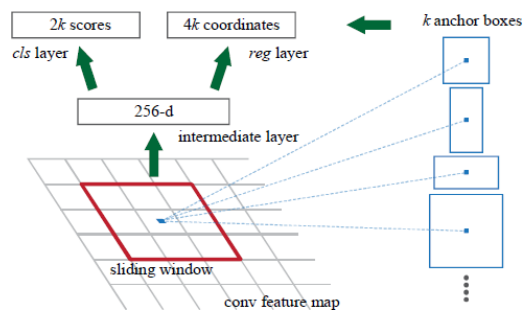 2k scores
4k coordinates
k anchor boxes
cls layer
reg layer
256-d
intermediate layer
sliding window
conv feature map